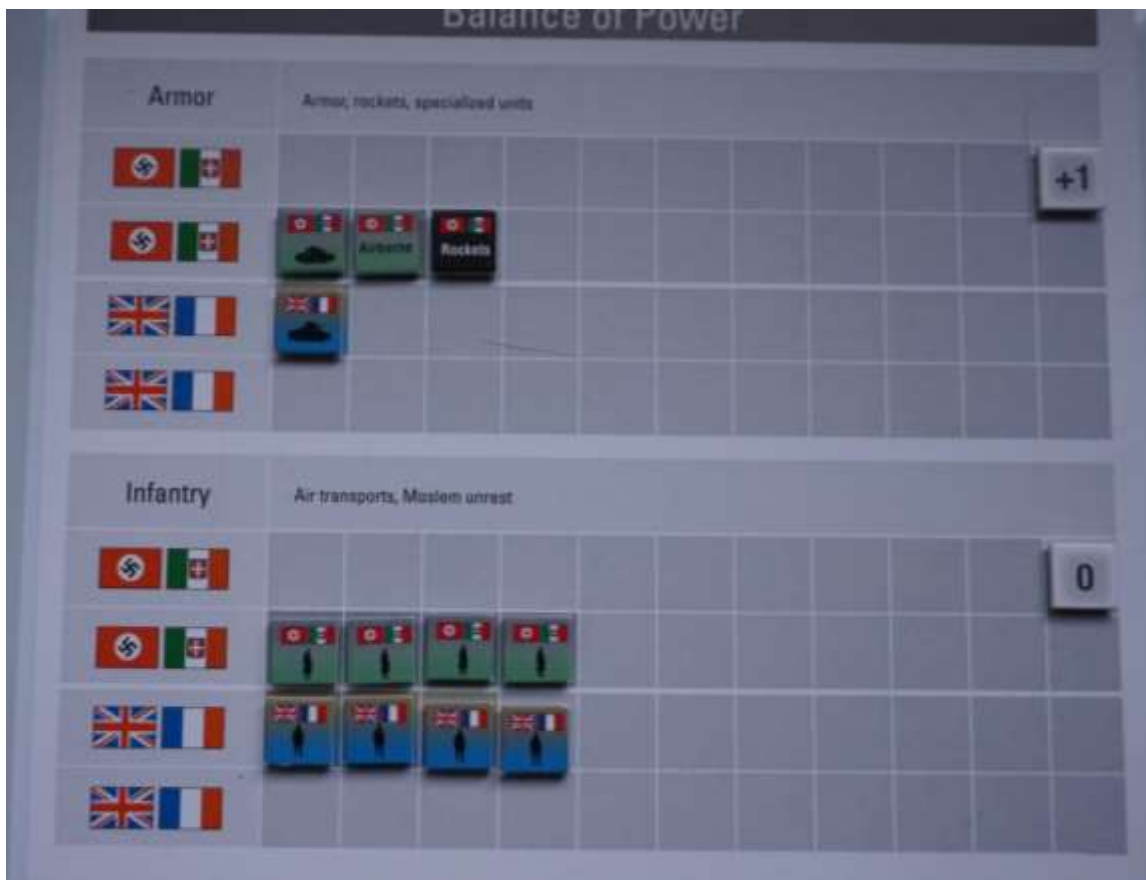 Balance of Power
Armor
Armor, rockets, specialized units
+1
Airborne
Rockets
Infantry
Air transports, Moslem unrest
0